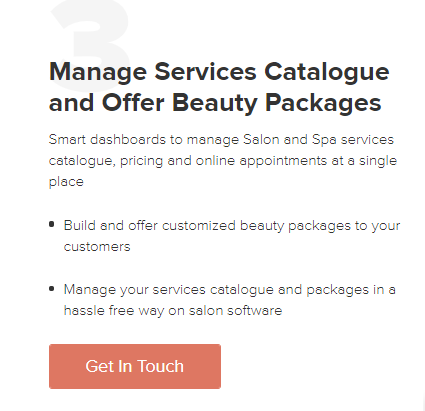 3
Manage Services Catalogue
and Offer Beauty Packages
Smart dashboards to manage Salon and Spa services
catalogue, pricing and online appointments at a single
place
• Build and offer customized beauty packages to your
customers
• Manage your services catalogue and packages in a
hassle free way on salon software
Get In Touch